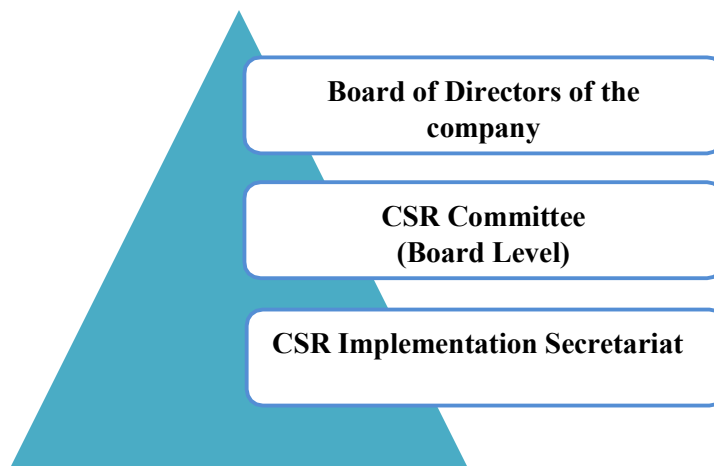 Board of Directors of the
company
CSR Committee
(Board Level)
CSR Implementation Secretariat